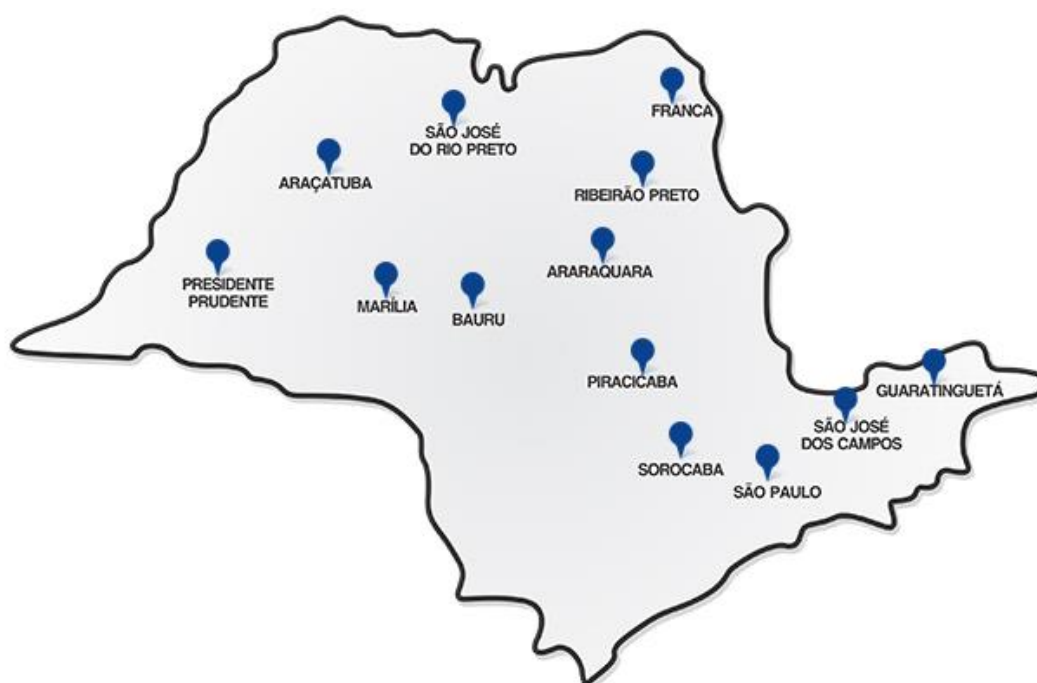 FRANCA
SÃO JOSÉ
DO RIO PRETO
ARAÇATUBA
RIBEIRÃO PRETO
ARARAQUARA
PRESIDENTE
PRUDENTE
MARÍLIA
BAURU
PIRACICABA
GUARATINGUETÁ
SÃO JOSÉ
DOS CAMPOS
SOROCABA
SÃO PAULO